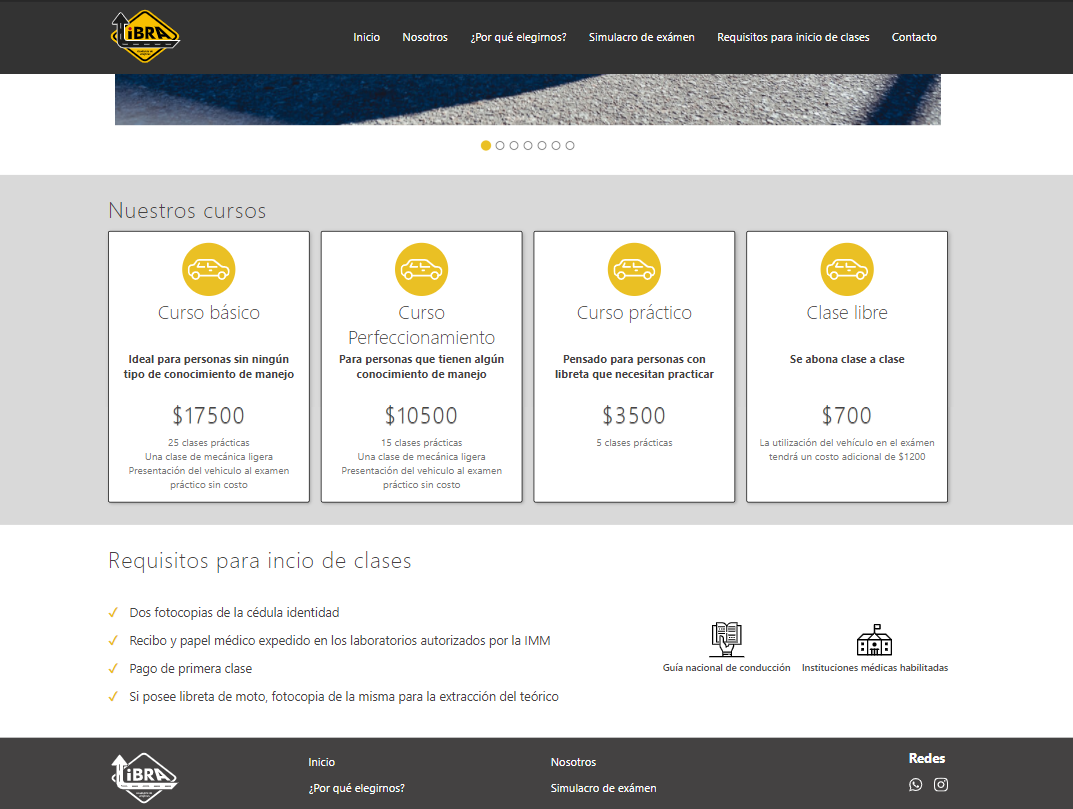 LiBRA
Inicio
Nosotros
¿Por qué elegirnos?
Simulacro de exámen
Requisitos para inicio de clases
Contacto
Nuestros cursos
Curso básico
Ideal para personas sin ningún
tipo de conocimiento de manejo
$17500
25 clases prácticas
Una clase de mecánica ligera
Presentación del vehiculo al examen
práctico sin costo
Curso
Perfeccionamiento
Para personas que tienen algún
conocimiento de manejo
$10500
15 clases prácticas
Una clase de mecánica ligera
Presentación del vehiculo al examen
práctico sin costo
Curso práctico
Pensado para personas con
libreta que necesitan practicar
$3500
5 clases prácticas
Clase libre
Se abona clase a clase
$700
La utilización del vehículo en el exámen
tendrá un costo adicional de $1200
Requisitos para incio de clases
Dos fotocopias de la cédula identidad
Recibo y papel médico expedido en los laboratorios autorizados por la IMM
Pago de primera clase
Si posee libreta de moto, fotocopia de la misma para la extracción del teórico
Guía nacional de conducción
Instituciones médicas habilitadas
LiBRA
Inicio
¿Por qué elegirnos?
Nosotros
Simulacro de exámen
Redes